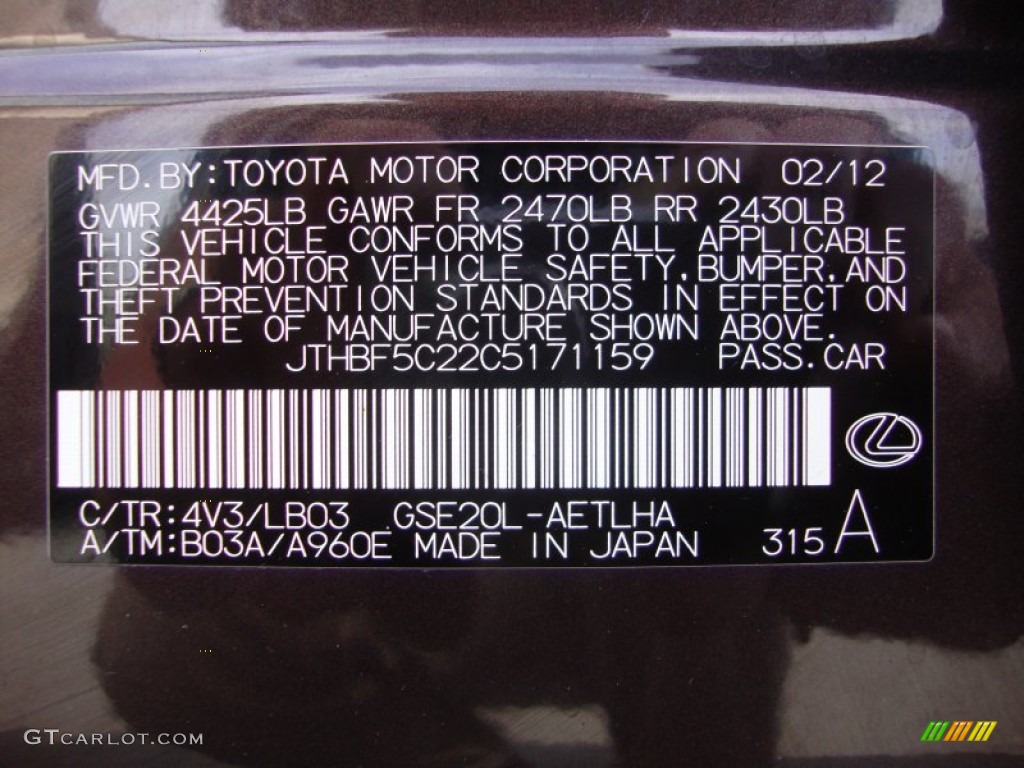 MFD. BY: TOYOTA MOTOR CORPORATION 02/12
GVWR 4425LB GAWR FR 2470LB RR 2430LB
THIS VEHICLE CONFORMS TO ALL APPLICABLE
FEDERAL MOTOR VEHICLE SAFETY, BUMPER, AND
THEFT PREVENTION STANDARDS IN EFFECT ON
THE DATE OF MANUFACTURE SHOWN ABOVE.
JTHBF5C22C5171159 PASS. CAR
C/TR: 4V3/LB03 GSE20L-AETLHA
A/TM: B03A/A960E MADE IN JAPAN 315 A
GTCARLOT.COM